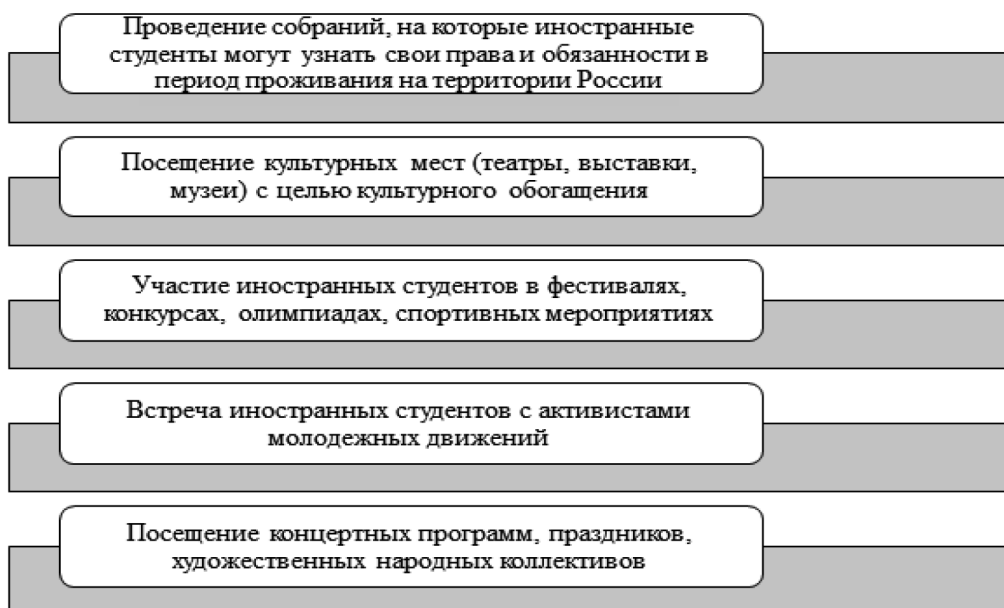 Проведение собраний, на которые иностранные
студенты могут узнать свои права и обязанности в
период проживания на территории России
Посещение культурных мест (театры, выставки,
музеи) с целью культурного обогащения
Участие иностранных студентов в фестивалях,
конкурсах, олимпиадах, спортивных мероприятиях
Встреча иностранных студентов с активистами
молодежных движений
Посещение концертных программ, праздников,
художественных народных коллективов